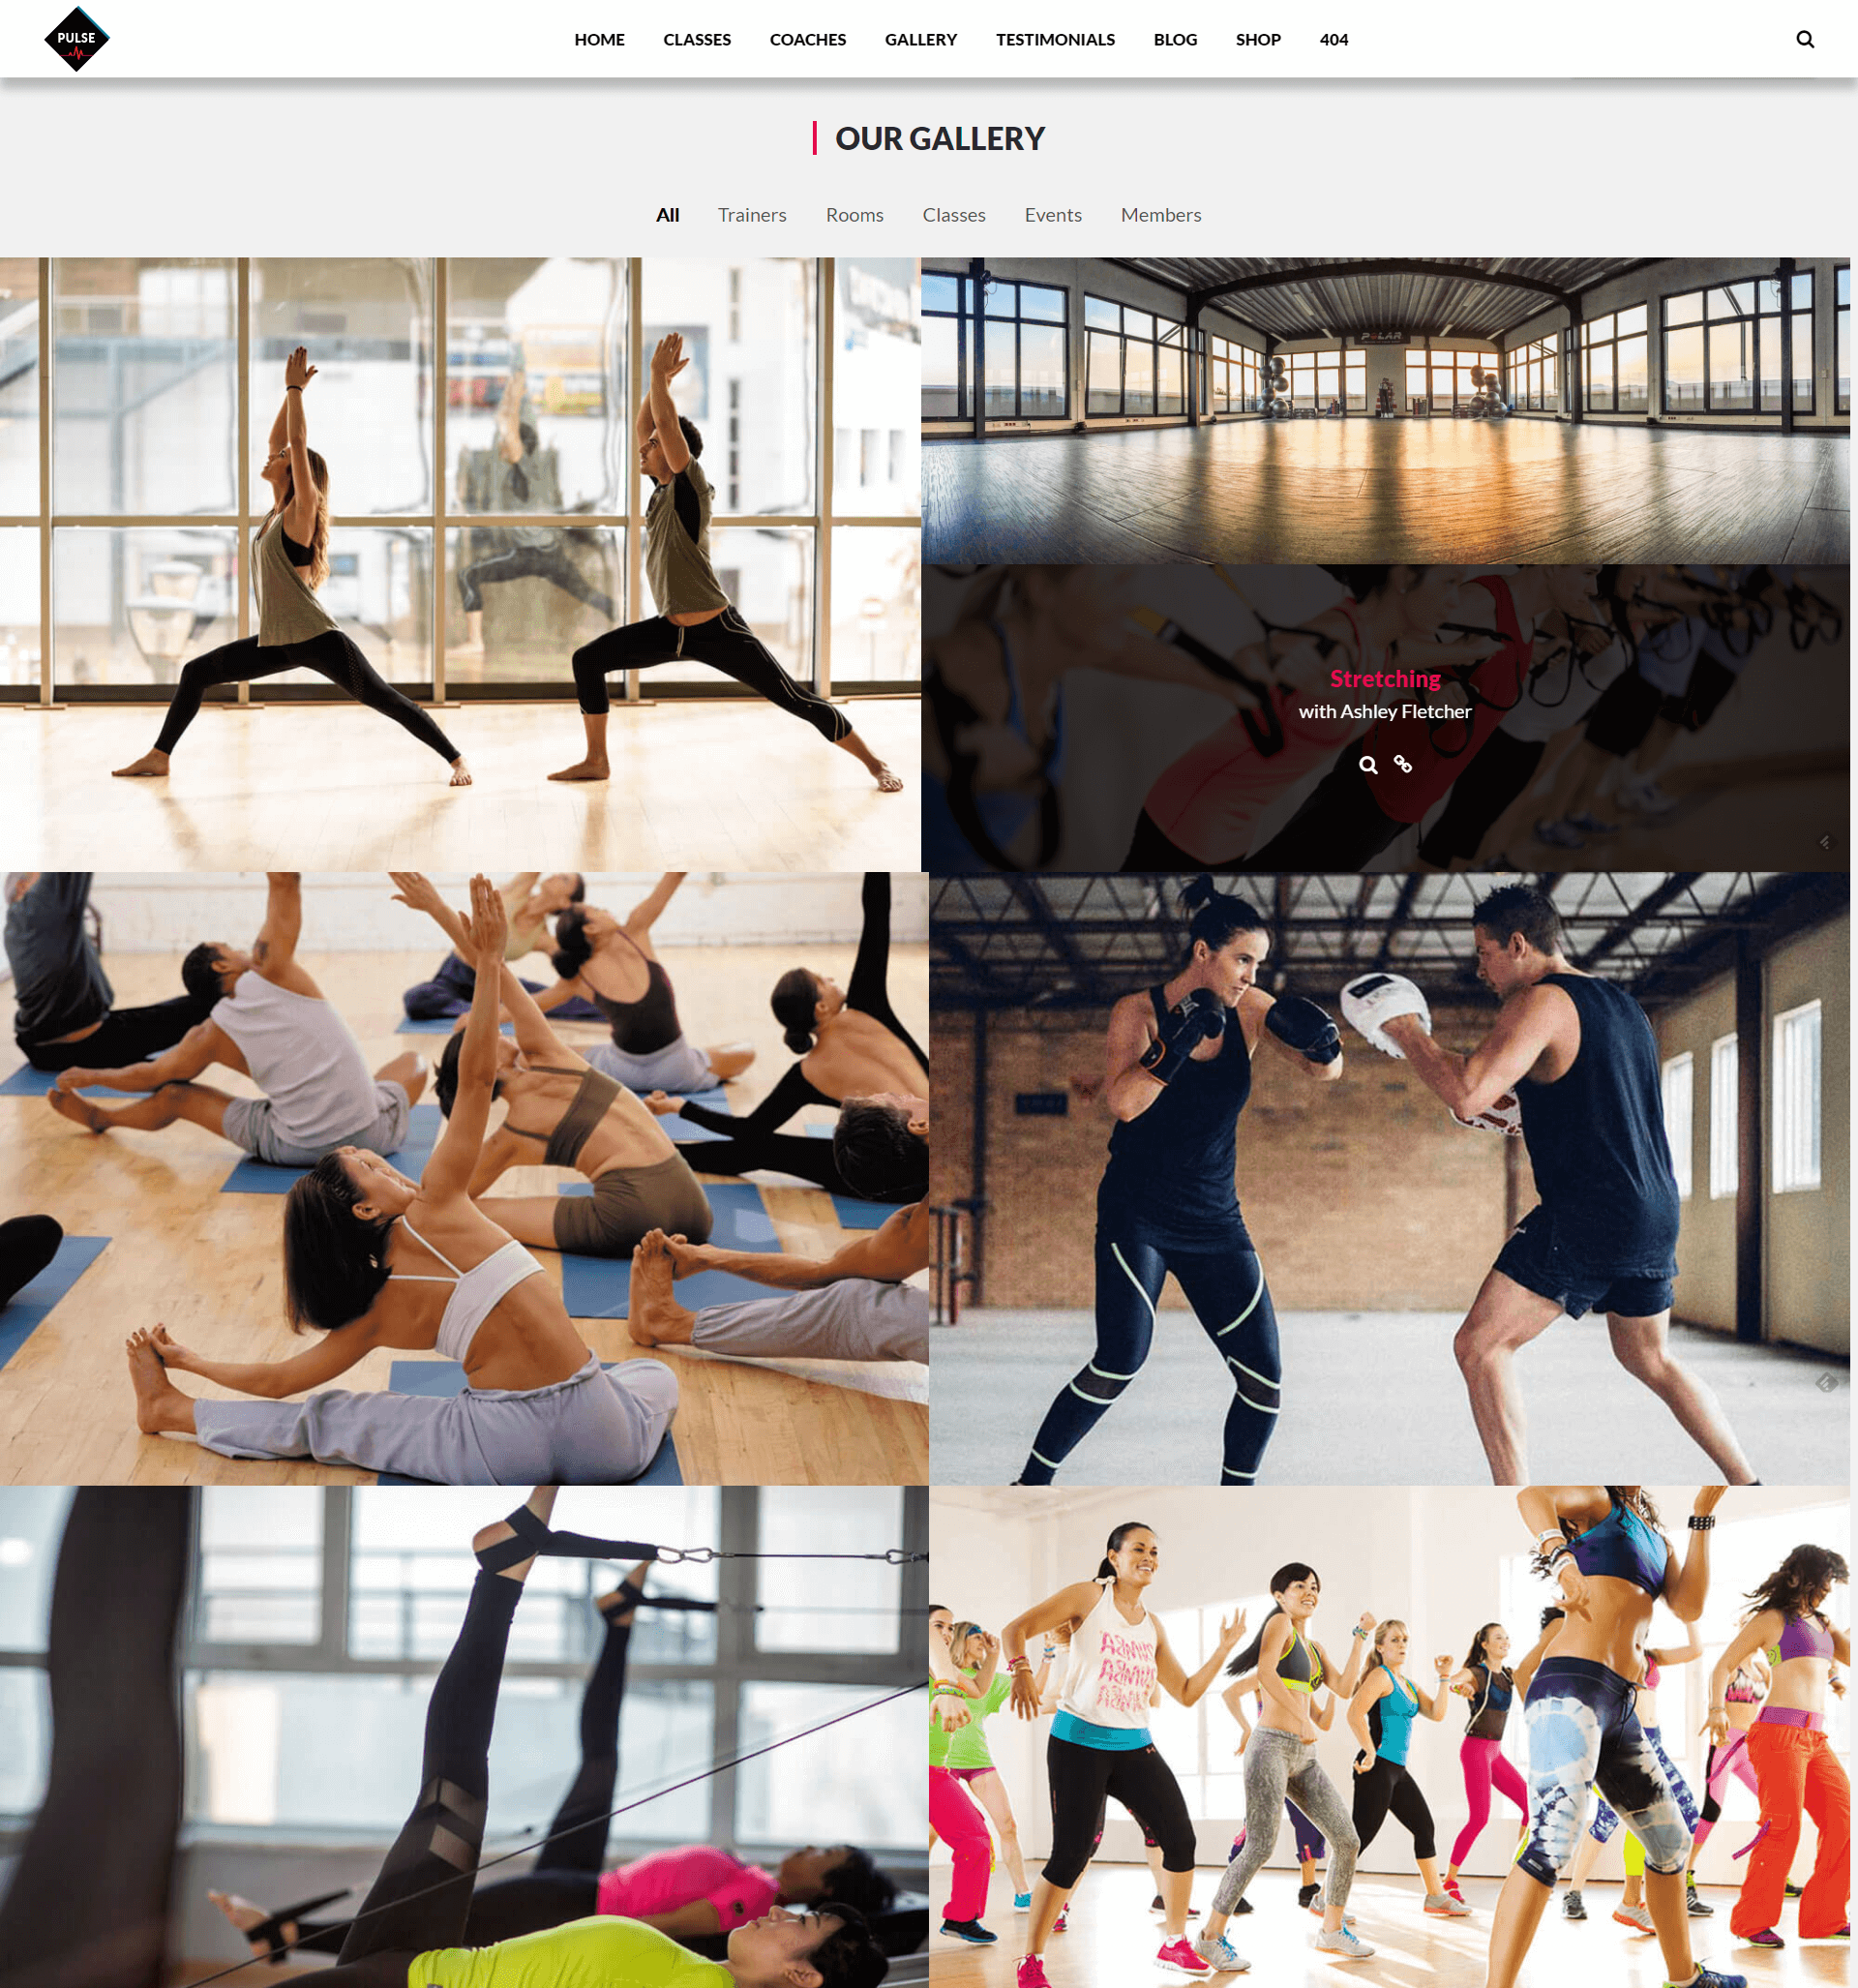 PULSE
HOME CLASSES COACHES GALLERY TESTIMONIALS BLOG SHOP 404
OUR GALLERY
All Trainers Rooms Classes Events Members
POLAR
Stretching
with Ashley Fletcher